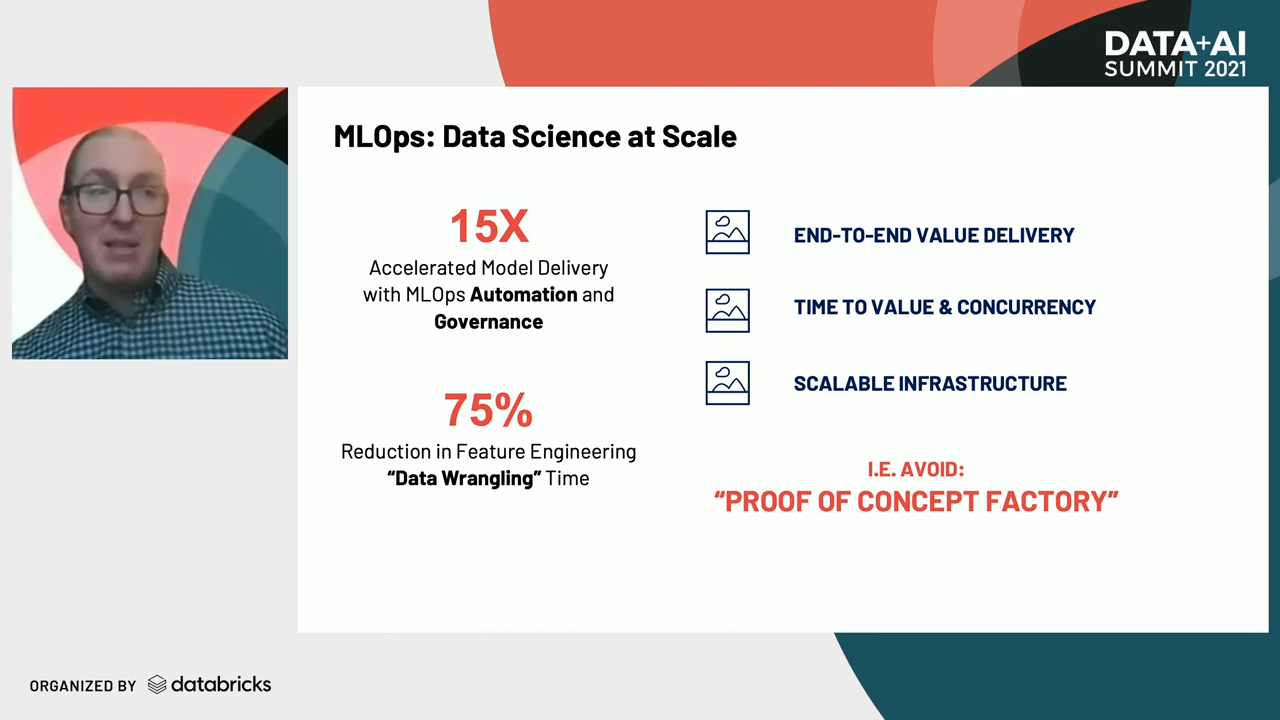 DATA+AI
SUMMIT 2021
MLOps: Data Science at Scale
15X
Accelerated Model Delivery
with MLOps Automation and
Governance
75%
Reduction in Feature Engineering
“Data Wrangling” Time
END-TO-END VALUE DELIVERY
TIME TO VALUE & CONCURRENCY
SCALABLE INFRASTRUCTURE
I.E. AVOID:
“PROOF OF CONCEPT FACTORY”
ORGANIZED BY databricks